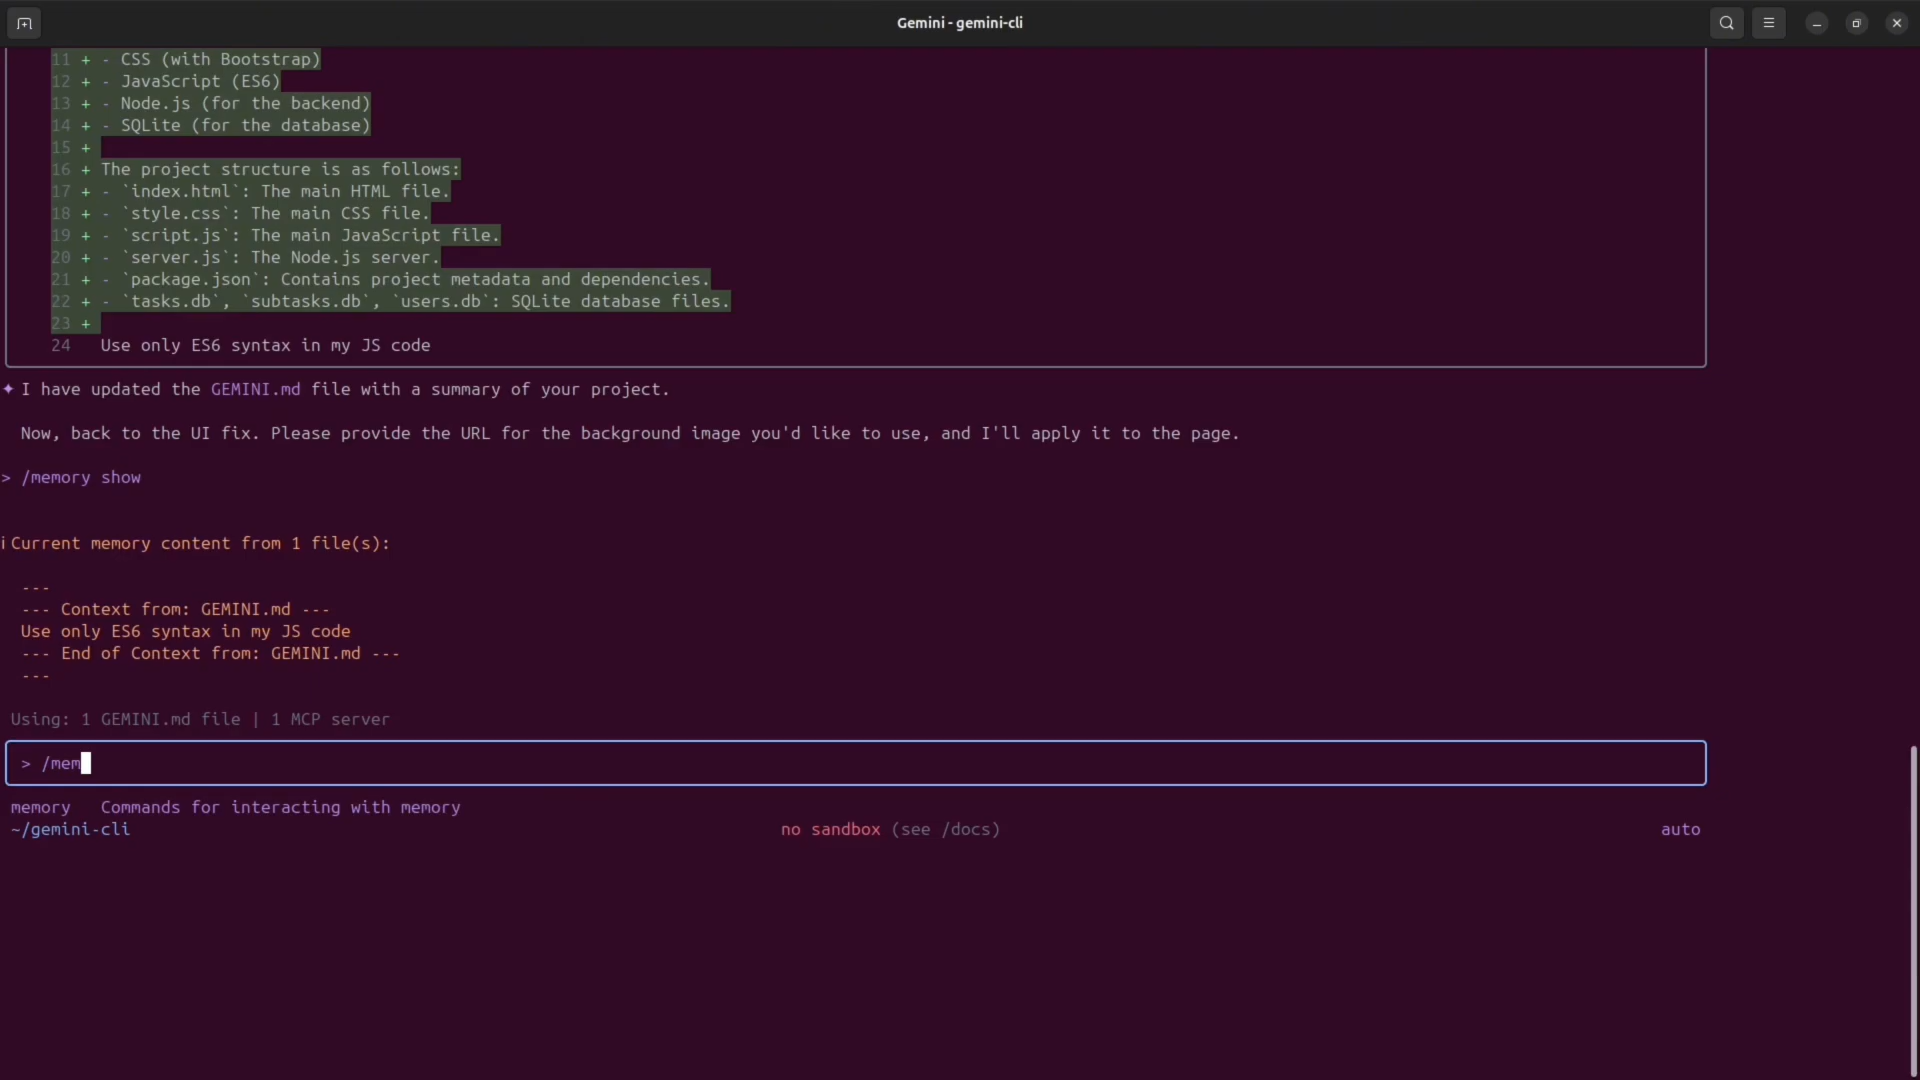 Gemini - gemini-cli
11 + - CSS (with Bootstrap)
12 + - JavaScript (ES6)
13 + - Node.js (for the backend)
14 + - SQLite (for the database)
15 +
16 + The project structure is as follows:
17 + - `index.html`: The main HTML file.
18 + - `style.css`: The main CSS file.
19 + - `script.js`: The main JavaScript file.
20 + - `server.js`: The Node.js server.
21 + - `package.json`: Contains project metadata and dependencies.
22 + - `tasks.db`, `subtasks.db`, `users.db`: SQLite database files.
23 +
24 Use only ES6 syntax in my JS code
✦ I have updated the GEMINI.md file with a summary of your project.
Now, back to the UI fix. Please provide the URL for the background image you'd like to use, and I'll apply it to the page.
> /memory show
ℹ Current memory content from 1 file(s):
---
--- Context from: GEMINI.md ---
Use only ES6 syntax in my JS code
--- End of Context from: GEMINI.md ---
---
Using: 1 GEMINI.md file | 1 MCP server
> /mem
memory Commands for interacting with memory
~/gemini-cli no sandbox (see /docs) auto